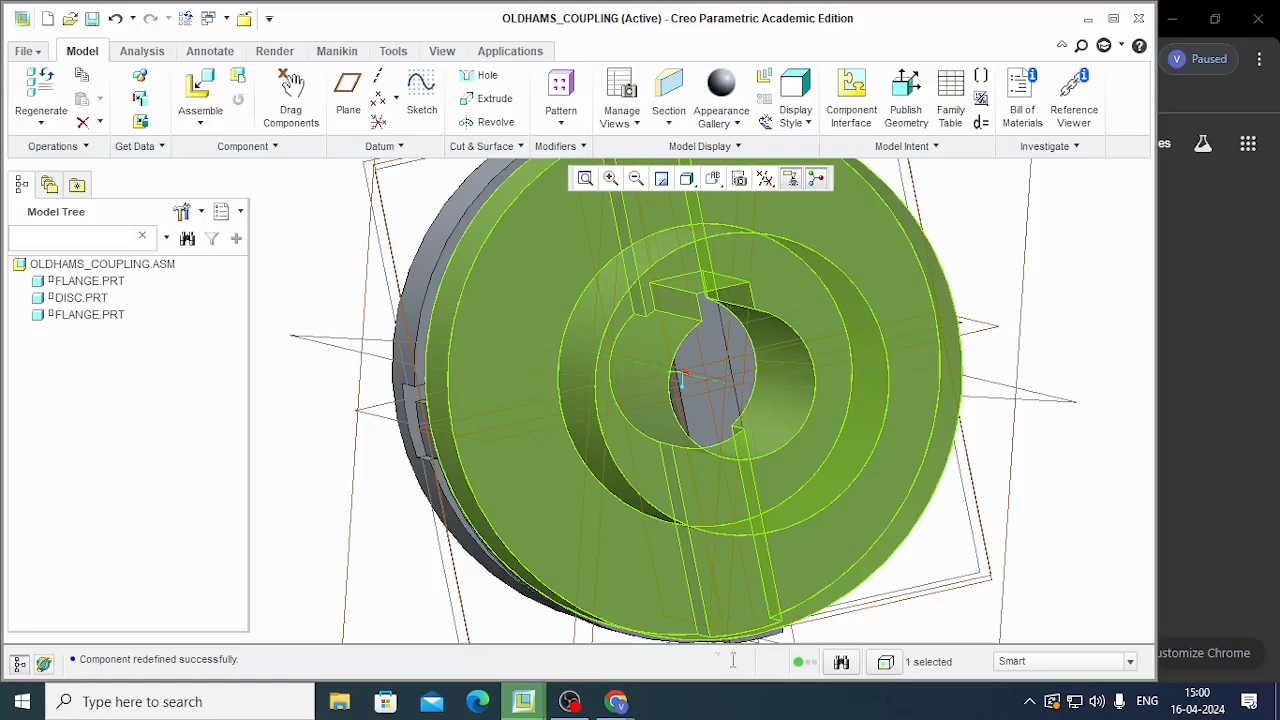 OLDHAMS_COUPLING (Active) - Creo Parametric Academic Edition
V Paused
File Model Analysis Annotate Render Manikin Tools View Applications
Regenerate
Assemble
Drag Components
Plane
Sketch
Hole
Extrude
Revolve
Pattern
Manage Views
Section
Appearance Gallery
Display Style
Component Interface
Publish Geometry
Family Table
Bill of Materials
Reference Viewer
es
Operations Get Data Component Datum Cut & Surface Modifiers Model Display Model Intent Investigate
Model Tree
OLDHAMS_COUPLING.ASM
FLANGE.PRT
DISC.PRT
FLANGE.PRT
Component redefined successfully.
1 selected
Smart
ustomize Chrome
Type here to search
ENG
15:00
16-04-2024